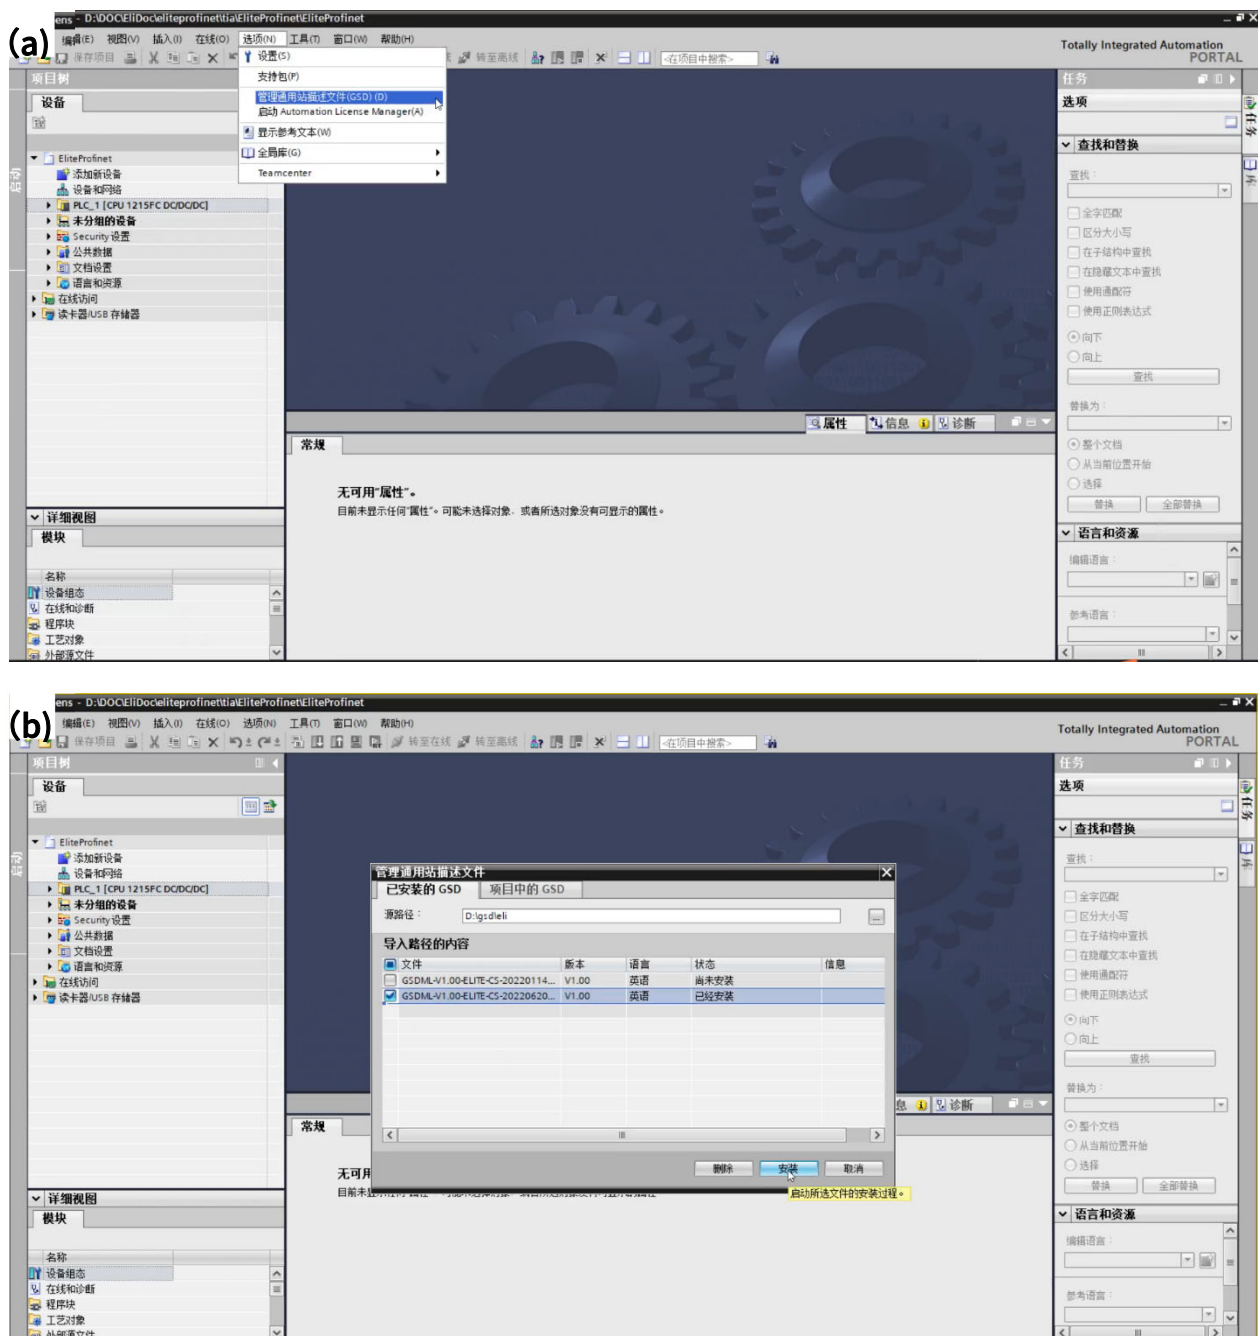 (a)
ens - D:\DOC\EliDoc\eliteprofinet\tia\EliteProfinet\EliteProfinet
编辑(E) 视图(V) 插入(I) 在线(O) 选项(N) 工具(T) 窗口(W) 帮助(H)
Totally Integrated Automation
PORTAL
保存项目
转至离线
<在项目中搜索>
设置(S)
支持包(P)
管理通用站描述文件(GSD) (D)
启动 Automation License Manager(A)
显示参考文本(W)
全局库(G)
Teamcenter
项目树
设备
启动
EliteProfinet
添加新设备
设备和网络
PLC_1 [CPU 1215FC DC/DC/DC]
未分组的设备
Security 设置
公共数据
文档设置
语言和资源
在线访问
读卡器/USB 存储器
详细视图
模块
名称
设备组态
在线和诊断
程序块
工艺对象
外部源文件
属性 信息 诊断
常规
无可用"属性"。
目前未显示任何"属性"。可能未选择对象，或者所选对象没有可显示的属性。
任务
选项
查找和替换
查找：
全字匹配
区分大小写
在子结构中查找
在隐藏文本中查找
使用通配符
使用正则表达式
向下
向上
查找
替换为：
整个文档
从当前位置开始
选择
替换 全部替换
语言和资源
编辑语言：
参考语言：
任务
库
(b)
ens - D:\DOC\EliDoc\eliteprofinet\tia\EliteProfinet\EliteProfinet
编辑(E) 视图(V) 插入(I) 在线(O) 选项(N) 工具(T) 窗口(W) 帮助(H)
Totally Integrated Automation
PORTAL
保存项目
转至在线 转至离线
<在项目中搜索>
项目树
设备
启动
EliteProfinet
添加新设备
设备和网络
PLC_1 [CPU 1215FC DC/DC/DC]
未分组的设备
Security 设置
公共数据
文档设置
语言和资源
在线访问
读卡器/USB 存储器
详细视图
模块
名称
设备组态
在线和诊断
程序块
工艺对象
外部源文件
管理通用站描述文件
已安装的 GSD 项目中的 GSD
源路径： D:\gsd\eli
导入路径的内容
文件 版本 语言 状态 信息
GSDML-V1.00-ELITE-CS-20220114... V1.00 英语 尚未安装
GSDML-V1.00-ELITE-CS-20220620... V1.00 英语 已经安装
删除 安装 取消
启动所选文件的安装过程。
息 诊断
常规
无可用
任务
选项
查找和替换
查找：
全字匹配
区分大小写
在子结构中查找
在隐藏文本中查找
使用通配符
使用正则表达式
向下
向上
查找
替换为：
整个文档
从当前位置开始
选择
替换 全部替换
语言和资源
编辑语言：
参考语言：
任务
库